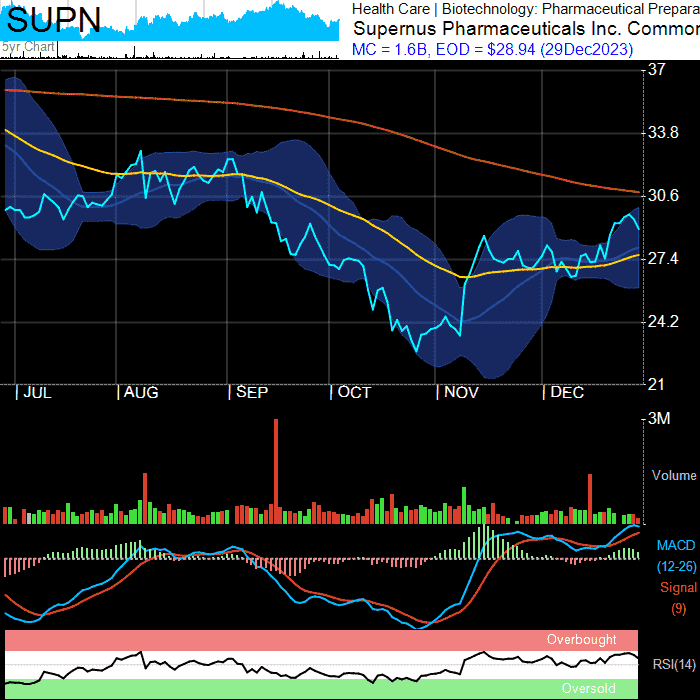 SUPN
5yr Chart
Health Care | Biotechnology: Pharmaceutical Prepara
Supernus Pharmaceuticals Inc. Common
MC = 1.6B, EOD = $28.94 (29Dec2023)
37
33.8
30.6
27.4
24.2
21
| JUL | AUG | SEP | OCT | NOV | DEC
3M
Volume
MACD
(12-26)
Signal
(9)
Overbought
RSI(14)
Oversold